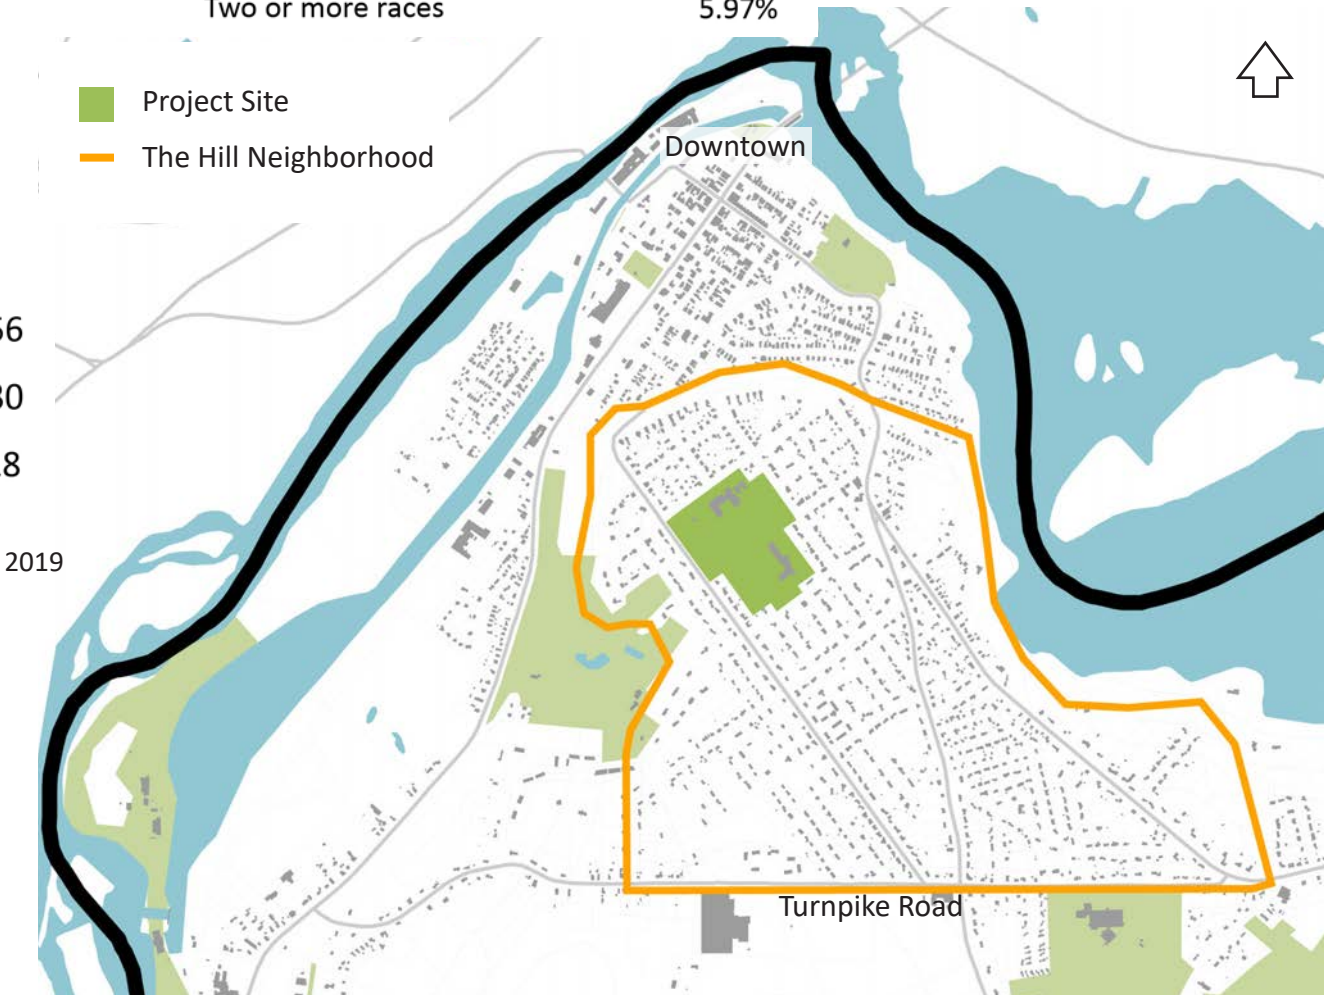 Two or more races 5.97%
Project Site
The Hill Neighborhood
Downtown
2019
Turnpike Road